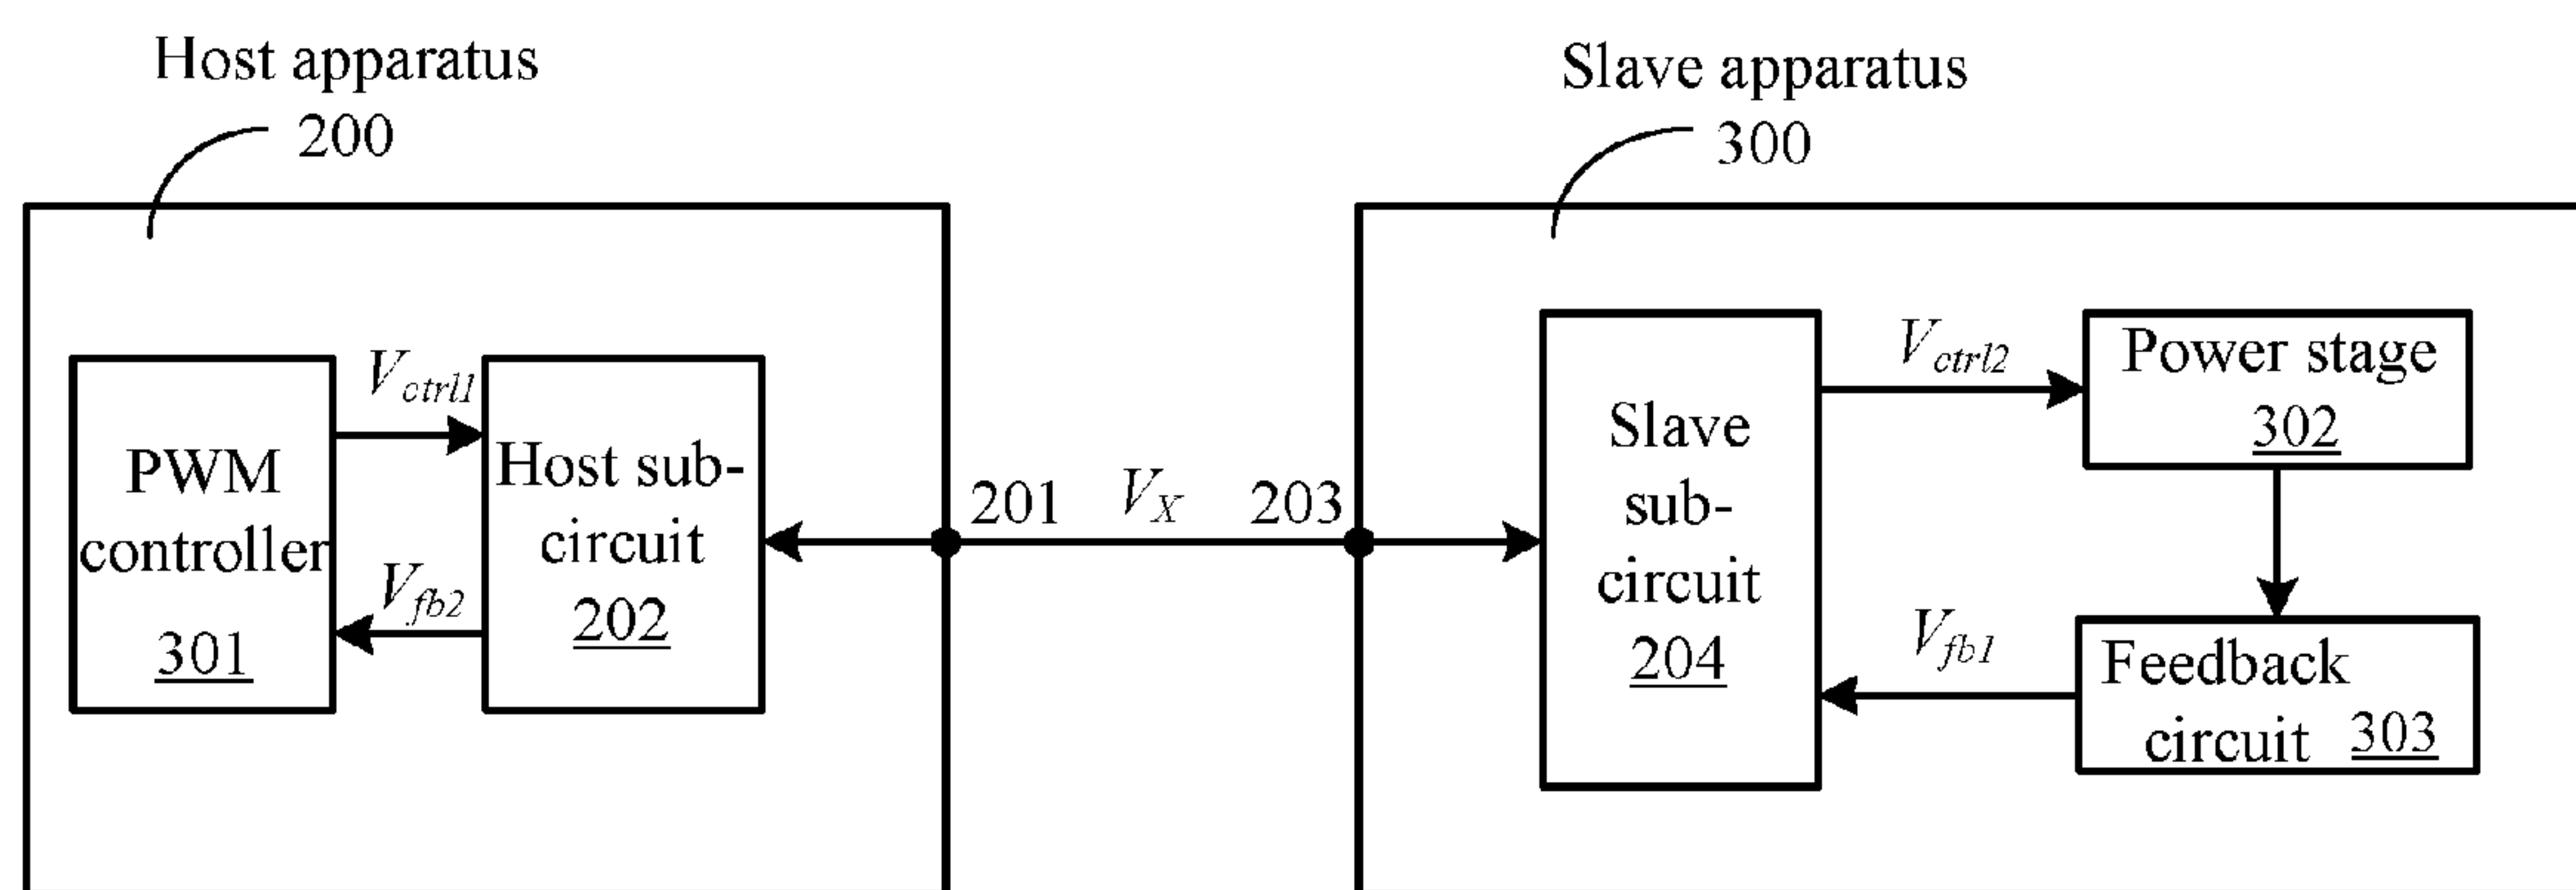 Host apparatus
200
Slave apparatus
300
PWM
controller
301
Vctrl1
Vfb2
Host sub-
circuit
202
201
VX
203
Slave
sub-
circuit
204
Vctrl2
Vfb1
Power stage
302
Feedback
circuit 303